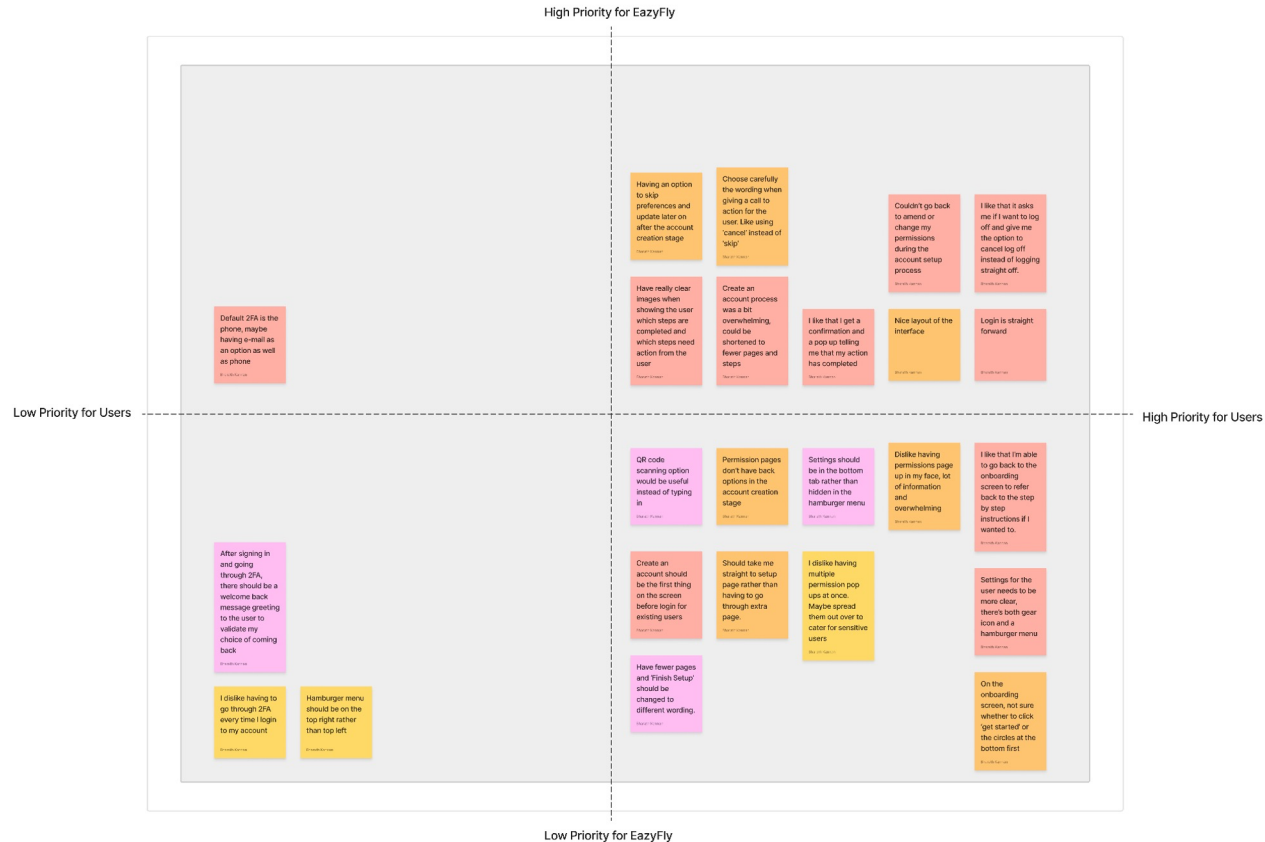 High Priority for EazyFly
Having an option
to skip
preferences and
update later on
after the account
creation stage
Choose carefully
the wording when
giving a call to
action for the
user. Like using
'cancel' instead of
'skip'
Couldn't go back
to amend or
change my
permissions
during the
account setup
process
I like that it asks
me if I want to log
off and give me
the option to
cancel log off
instead of logging
straight off.
Default 2FA is the
phone, maybe
having e-mail as
an option as well
as phone
Have really clear
images when
showing the user
which steps are
completed and
which steps need
action from the
user
Create an
account process
was a bit
overwhelming,
could be
shortened to
fewer pages and
steps
I like that I get a
confirmation and
a pop up telling
me that my action
has completed
Nice layout of the
interface
Login is straight
forward
Low Priority for Users
High Priority for Users
QR code
scanning option
would be useful
instead of typing
in
Permission pages
don't have back
options in the
account creation
stage
Settings should
be in the bottom
tab rather than
hidden in the
hamburger menu
Dislike having
permissions page
up in my face, lot
of information
and
overwhelming
I like that I'm able
to go back to the
onboarding
screen to refer
back to the step
by step
instructions if I
wanted to.
After signing in
and going
through 2FA,
there should be a
welcome back
message greeting
to the user to
validate my
choice of coming
back
Create an
account should
be the first thing
on the screen
before login for
existing users
Should take me
straight to setup
page rather than
having to go
through extra
page.
I dislike having
multiple
permission pop
ups at once.
Maybe spread
them out over to
cater for sensitive
users
Settings for the
user needs to be
more clear,
there's both gear
icon and a
hamburger menu
Have fewer pages
and 'Finish Setup'
should be
changed to
different wording.
I dislike having to
go through 2FA
every time I login
to my account
Hamburger menu
should be on the
top right rather
than top left
On the
onboarding
screen, not sure
whether to click
'get started' or
the circles at the
bottom first
Low Priority for EazyFly